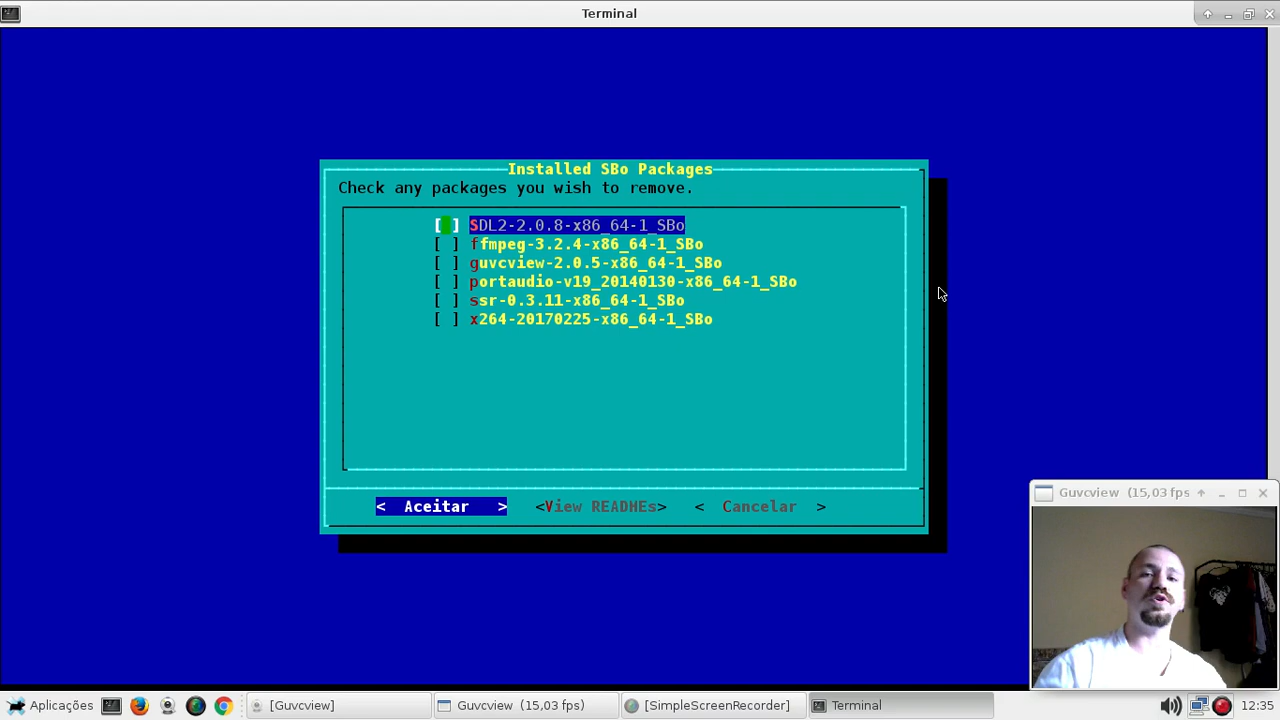 Terminal
Installed SBo Packages
Check any packages you wish to remove.
[ ] SDL2-2.0.8-x86_64-1_SBo
[ ] ffmpeg-3.2.4-x86_64-1_SBo
[ ] guvcview-2.0.5-x86_64-1_SBo
[ ] portaudio-v19_20140130-x86_64-1_SBo
[ ] ssr-0.3.11-x86_64-1_SBo
[ ] x264-20170225-x86_64-1_SBo
< Aceitar > <View READMEs> < Cancelar >
Guvcview (15,03 fps
Aplicações [Guvcview] Guvcview (15,03 fps) [SimpleScreenRecorder] Terminal 12:35